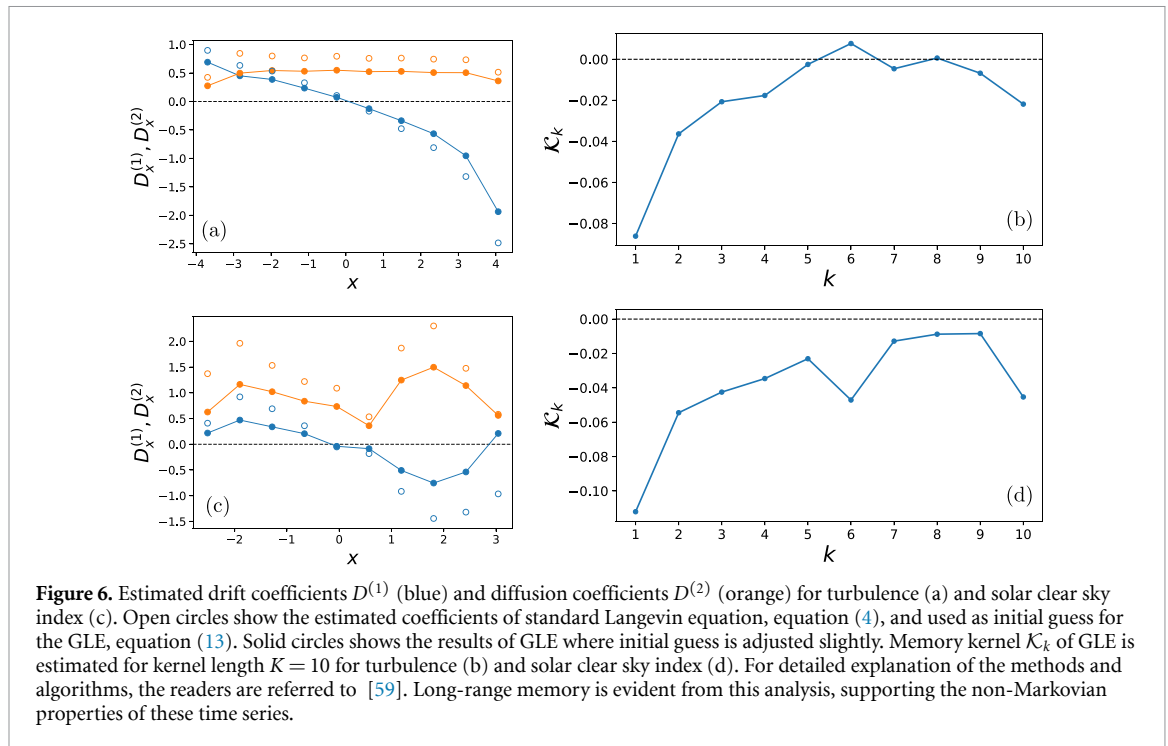 1.0
0.5
0.0
−0.5
−1.0
−1.5
−2.0
−2.5
D_x^{(1)}, D_x^{(2)}
(a)
−4 −3 −2 −1 0 1 2 3 4
x
0.00
−0.02
−0.04
−0.06
−0.08
𝒦_k
(b)
1 2 3 4 5 6 7 8 9 10
k
2.0
1.5
1.0
0.5
0.0
−0.5
−1.0
−1.5
D_x^{(1)}, D_x^{(2)}
(c)
−2 −1 0 1 2 3
x
0.00
−0.02
−0.04
−0.06
−0.08
−0.10
𝒦_k
(d)
1 2 3 4 5 6 7 8 9 10
k
Figure 6. Estimated drift coefficients D^{(1)} (blue) and diffusion coefficients D^{(2)} (orange) for turbulence (a) and solar clear sky
index (c). Open circles show the estimated coefficients of standard Langevin equation, equation (4), and used as initial guess for
the GLE, equation (13). Solid circles shows the results of GLE where initial guess is adjusted slightly. Memory kernel 𝒦_k of GLE is
estimated for kernel length K = 10 for turbulence (b) and solar clear sky index (d). For detailed explanation of the methods and
algorithms, the readers are referred to [59]. Long-range memory is evident from this analysis, supporting the non-Markovian
properties of these time series.